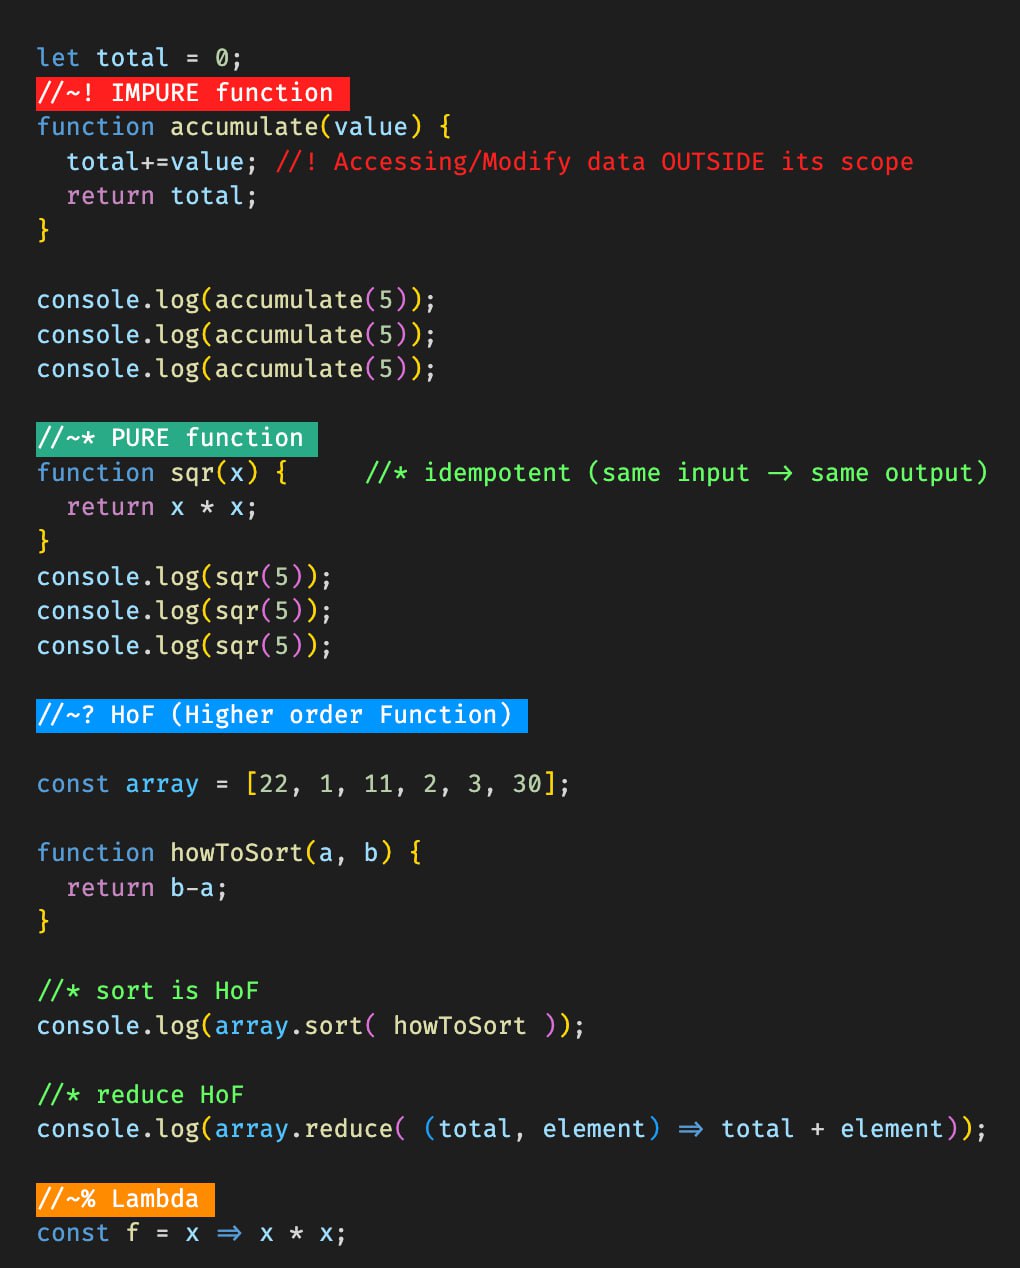 let total = 0;
//~! IMPURE function
function accumulate(value) {
  total+=value; //! Accessing/Modify data OUTSIDE its scope
  return total;
}
console.log(accumulate(5));
console.log(accumulate(5));
console.log(accumulate(5));
//~* PURE function
function sqr(x) {     //* idempotent (same input -> same output)
  return x * x;
}
console.log(sqr(5));
console.log(sqr(5));
console.log(sqr(5));
//~? HoF (Higher order Function)
const array = [22, 1, 11, 2, 3, 30];
function howToSort(a, b) {
  return b-a;
}
//* sort is HoF
console.log(array.sort( howToSort ));
//* reduce HoF
console.log(array.reduce( (total, element) => total + element));
//~% Lambda
const f = x => x * x;